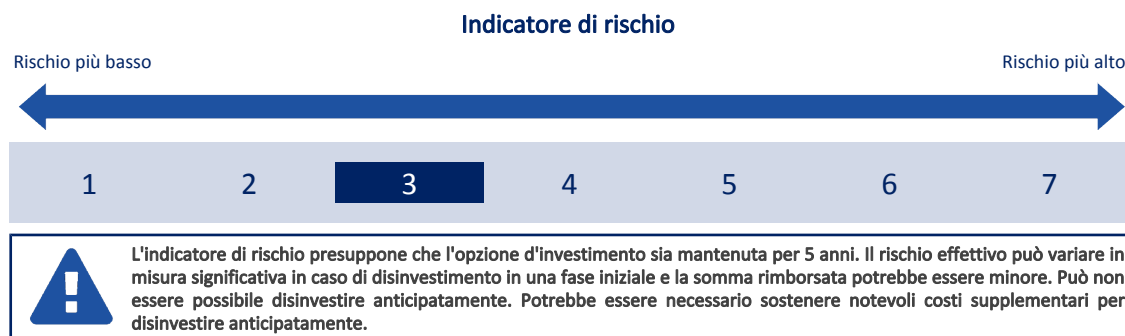 Indicatore di rischio
Rischio più basso
Rischio più alto
1 2 3 4 5 6 7
L'indicatore di rischio presuppone che l'opzione d'investimento sia mantenuta per 5 anni. Il rischio effettivo può variare in
misura significativa in caso di disinvestimento in una fase iniziale e la somma rimborsata potrebbe essere minore. Può non
essere possibile disinvestire anticipatamente. Potrebbe essere necessario sostenere notevoli costi supplementari per
disinvestire anticipatamente.